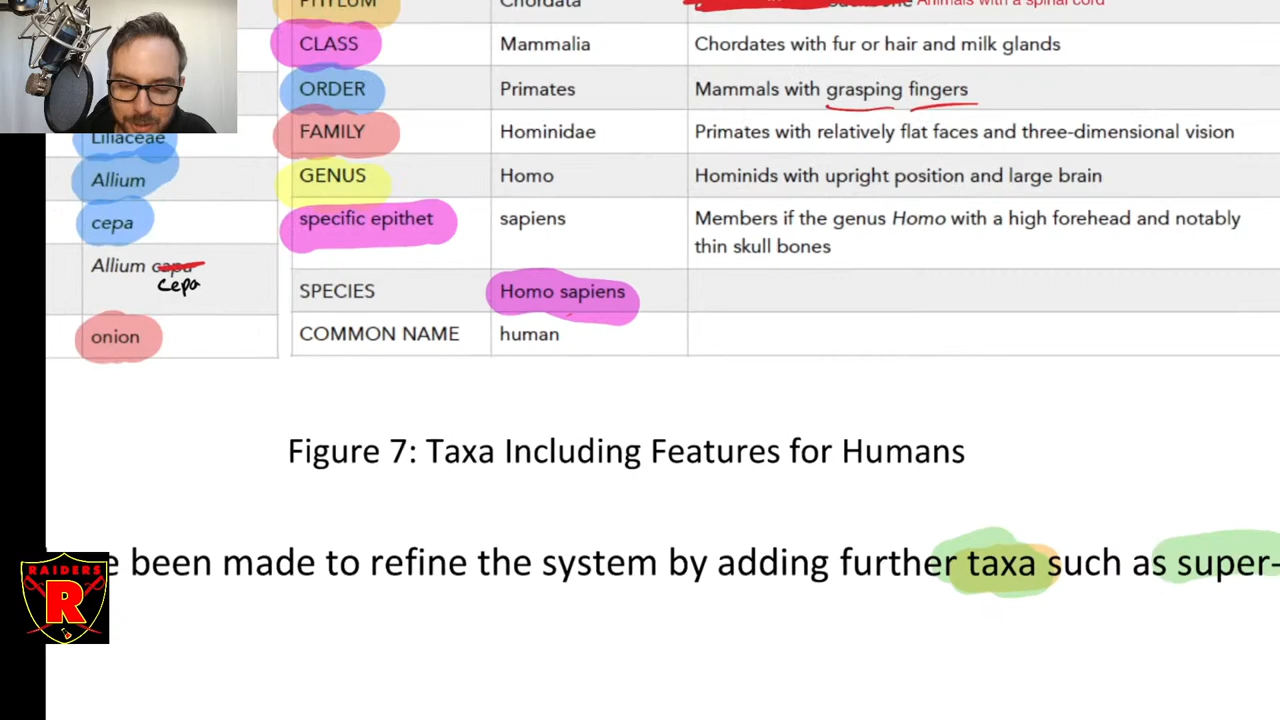 PHYLUM Chordata Animals with a spinal cord
CLASS Mammalia Chordates with fur or hair and milk glands
ORDER Primates Mammals with grasping fingers
Liliaceae FAMILY Hominidae Primates with relatively flat faces and three-dimensional vision
Allium GENUS Homo Hominids with upright position and large brain
cepa specific epithet sapiens Members if the genus Homo with a high forehead and notably
thin skull bones
Allium capa
cepa
SPECIES Homo sapiens
onion COMMON NAME human
Figure 7: Taxa Including Features for Humans
e been made to refine the system by adding further taxa such as super-
RAIDERS
R